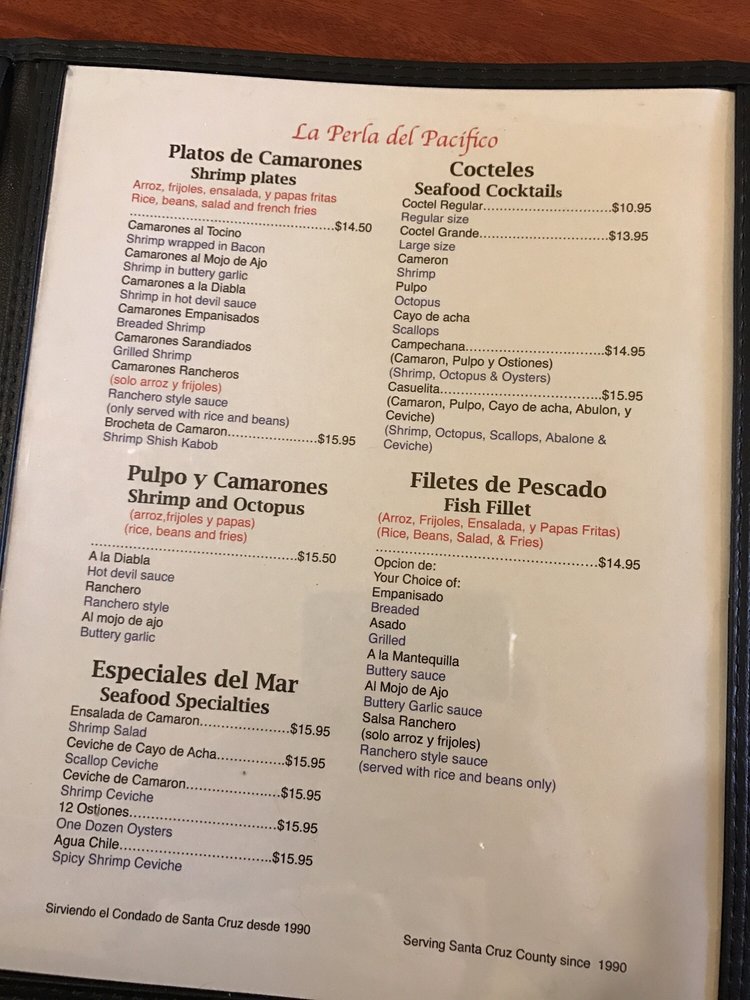 La Perla del Pacifico
Platos de Camarones
Shrimp plates
Arroz, frijoles, ensalada, y papas fritas
Rice, beans, salad and french fries
..................................................$14.50
Camarones al Tocino
Shrimp wrapped in Bacon
Camarones al Mojo de Ajo
Shrimp in buttery garlic
Camarones a la Diabla
Shrimp in hot devil sauce
Camarones Empanisados
Breaded Shrimp
Camarones Sarandiados
Grilled Shrimp
Camarones Rancheros
(solo arroz y frijoles)
Ranchero style sauce
(only served with rice and beans)
Brocheta de Camaron......................$15.95
Shrimp Shish Kabob
Pulpo y Camarones
Shrimp and Octopus
(arroz,frijoles y papas)
(rice, beans and fries)
..................................................$15.50
A la Diabla
Hot devil sauce
Ranchero
Ranchero style
Al mojo de ajo
Buttery garlic
Especiales del Mar
Seafood Specialties
Ensalada de Camaron......................$15.95
Shrimp Salad
Ceviche de Cayo de Acha.................$15.95
Scallop Ceviche
Ceviche de Camaron.......................$15.95
Shrimp Ceviche
12 Ostiones...................................$15.95
One Dozen Oysters
Agua Chile.....................................$15.95
Spicy Shrimp Ceviche
Sirviendo el Condado de Santa Cruz desde 1990
Cocteles
Seafood Cocktails
Coctel Regular................................$10.95
Regular size
Coctel Grande................................$13.95
Large size
Cameron
Shrimp
Pulpo
Octopus
Cayo de acha
Scallops
Campechana..................................$14.95
(Camaron, Pulpo y Ostiones)
(Shrimp, Octopus & Oysters)
Casuelita.......................................$15.95
(Camaron, Pulpo, Cayo de acha, Abulon, y
Ceviche)
(Shrimp, Octopus, Scallops, Abalone &
Ceviche)
Filetes de Pescado
Fish Fillet
(Arroz, Frijoles, Ensalada, y Papas Fritas)
(Rice, Beans, Salad, & Fries)
......................................................$14.95
Opcion de:
Your Choice of:
Empanisado
Breaded
Asado
Grilled
A la Mantequilla
Buttery sauce
Al Mojo de Ajo
Buttery Garlic sauce
Salsa Ranchero
(solo arroz y frijoles)
Ranchero style sauce
(served with rice and beans only)
Serving Santa Cruz County since 1990